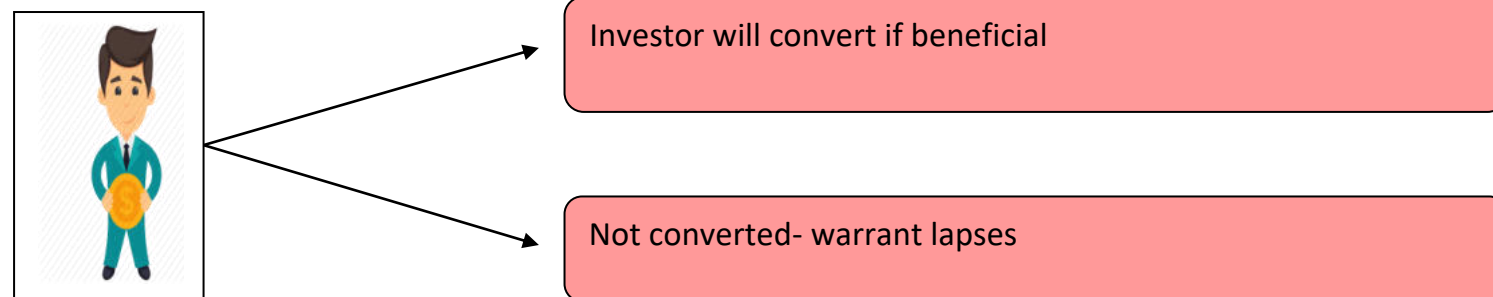 Investor will convert if beneficial
Not converted- warrant lapses